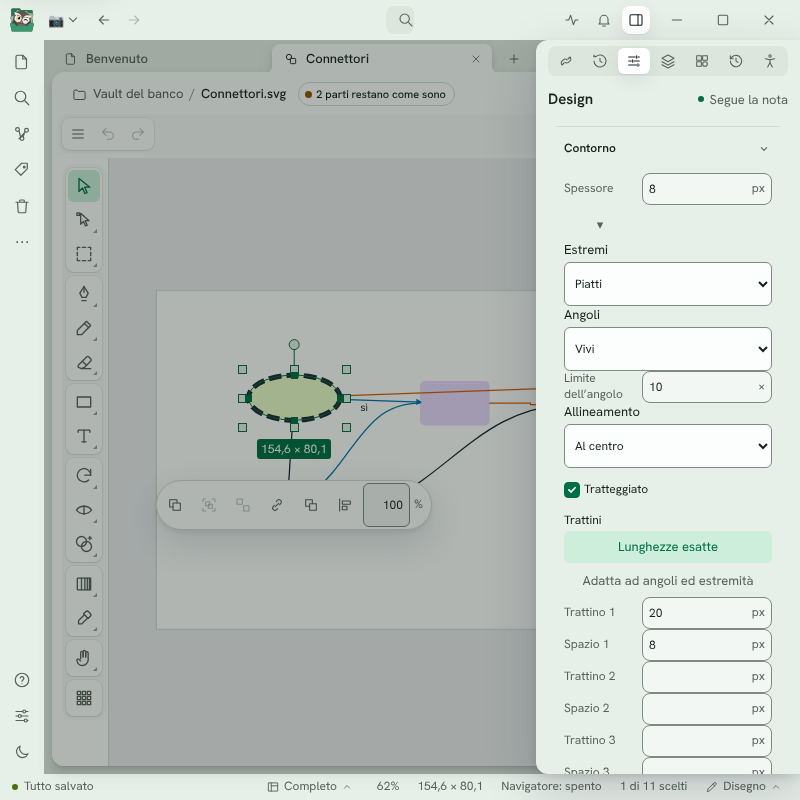 Benvenuto
Connettori
Vault del banco / Connettori.svg
2 parti restano come sono
sì
154,6 × 80,1
100 %
Design
Segue la nota
Contorno
Spessore 8 px
Estremi
Piatti
Angoli
Vivi
Limite dell'angolo 10 ×
Allineamento
Al centro
Tratteggiato
Trattini
Lunghezze esatte
Adatta ad angoli ed estremità
Trattino 1 20 px
Spazio 1 8 px
Trattino 2 px
Spazio 2 px
Trattino 3 px
Spazio 3 px
Tutto salvato
Completo
62%
154,6 × 80,1
Navigatore: spento
1 di 11 scelti
Disegno